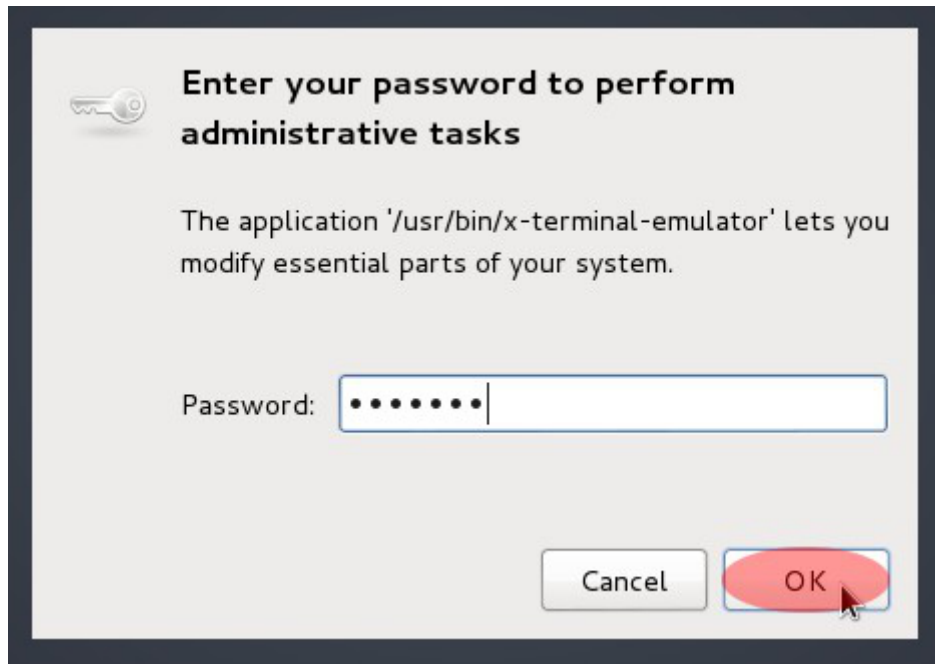 Enter your password to perform
administrative tasks
The application '/usr/bin/x-terminal-emulator' lets you
modify essential parts of your system.
Password: •••••••
Cancel OK